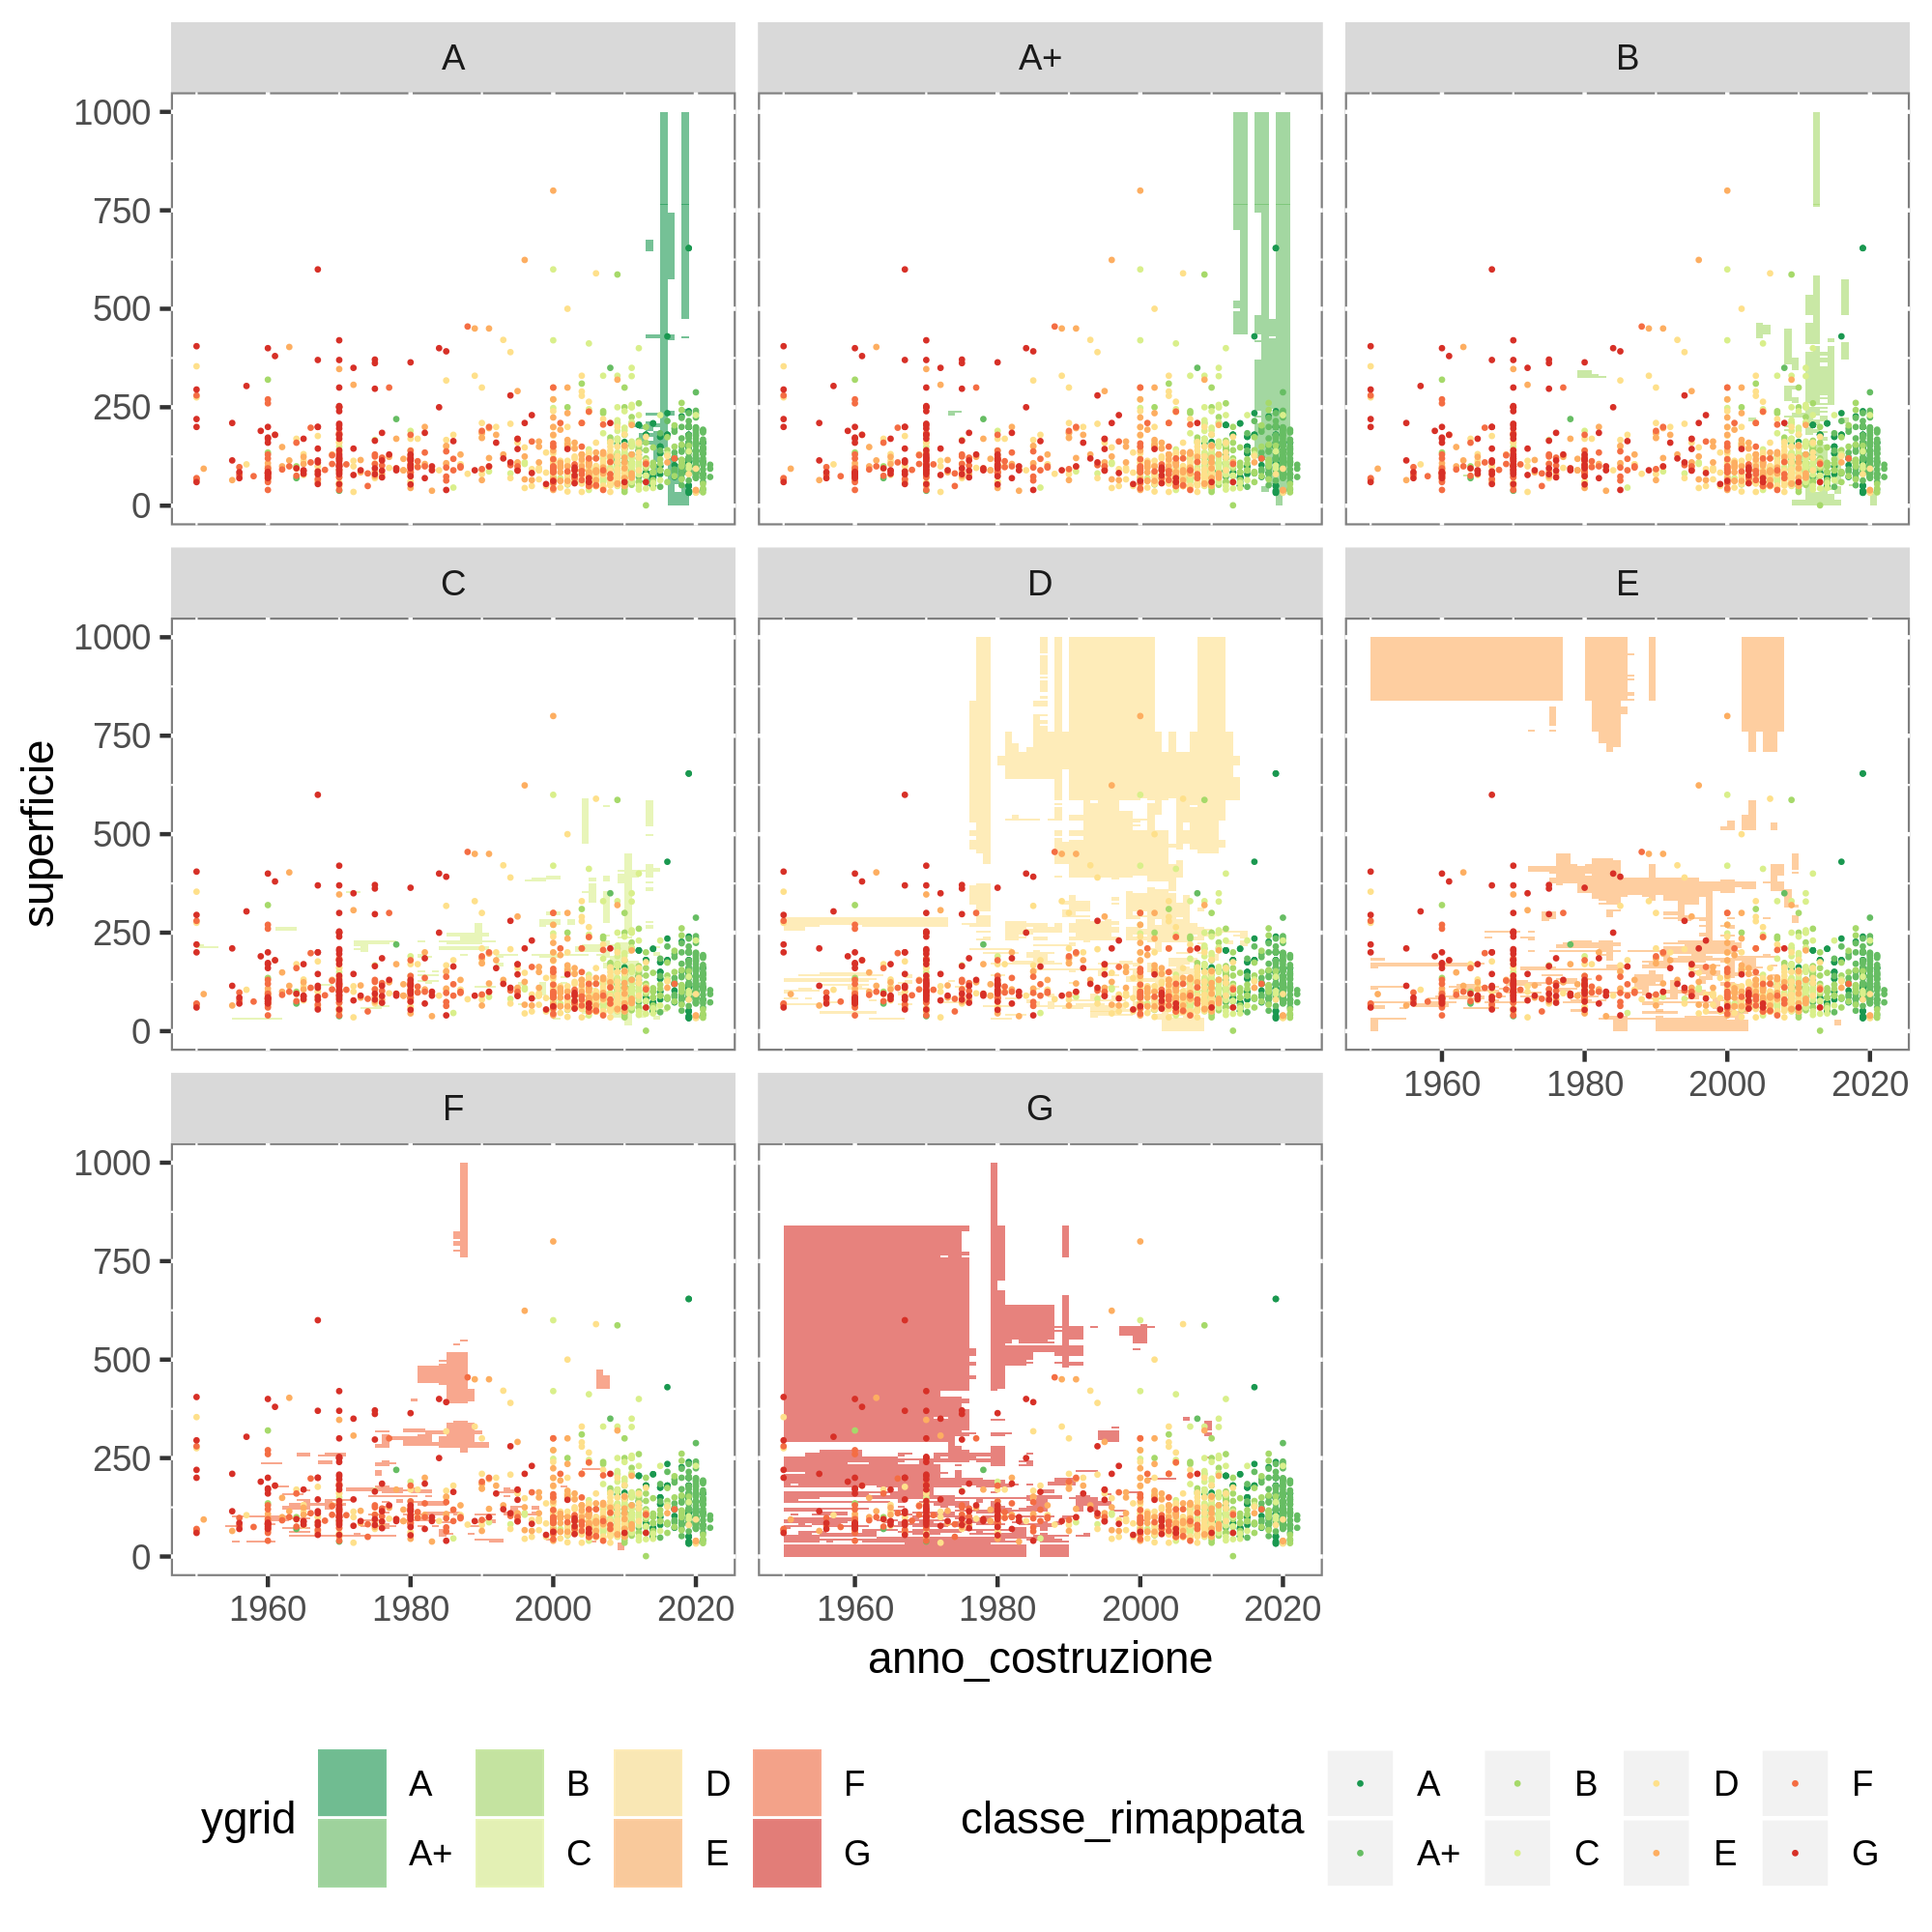 A A+ B
1000
750
500
250
0
C D E
1000
750
500
250
0
1960 1980 2000 2020
F G
1000
750
500
250
0
1960 1980 2000 2020 1960 1980 2000 2020
superficie
anno_costruzione
ygrid A B D F classe_rimappata A B D F
A+ C E G A+ C E G